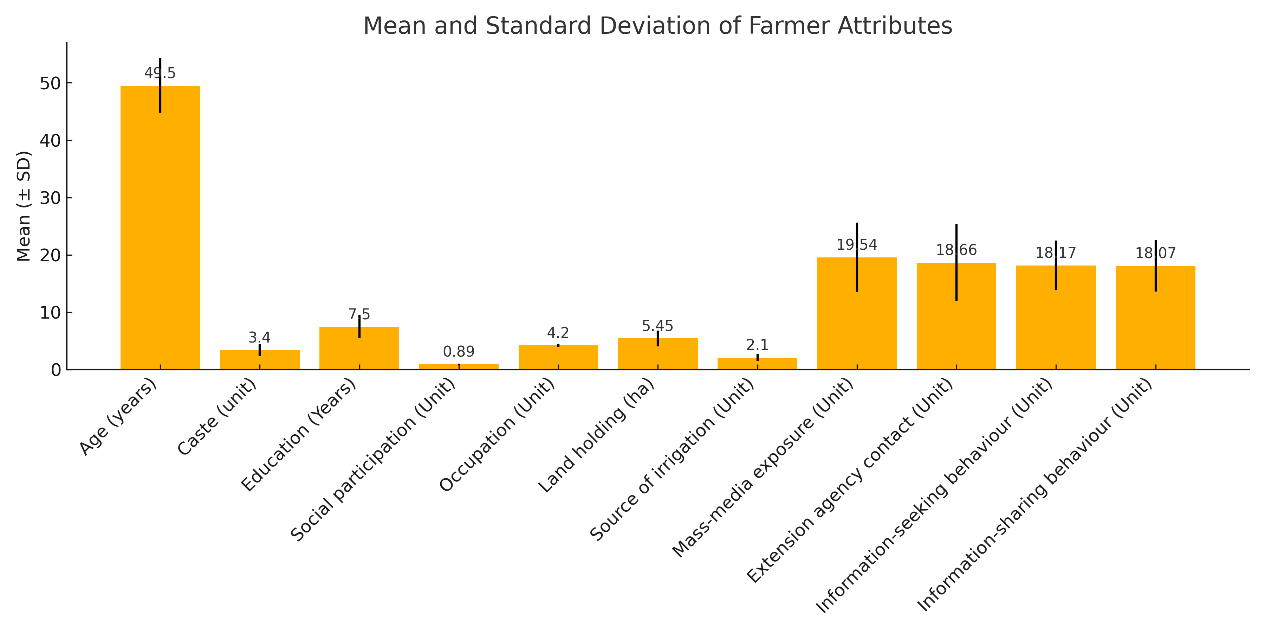 Mean and Standard Deviation of Farmer Attributes
Mean (± SD)
50
40
30
20
10
0
49.5
3.4
7.5
0.89
4.2
5.45
2.1
19.54
18.66
18.17
18.07
Age (years)
Caste (unit)
Education (Years)
Social participation (Unit)
Occupation (Unit)
Land holding (ha)
Source of irrigation (Unit)
Mass-media exposure (Unit)
Extension agency contact (Unit)
Information-seeking behaviour (Unit)
Information-sharing behaviour (Unit)